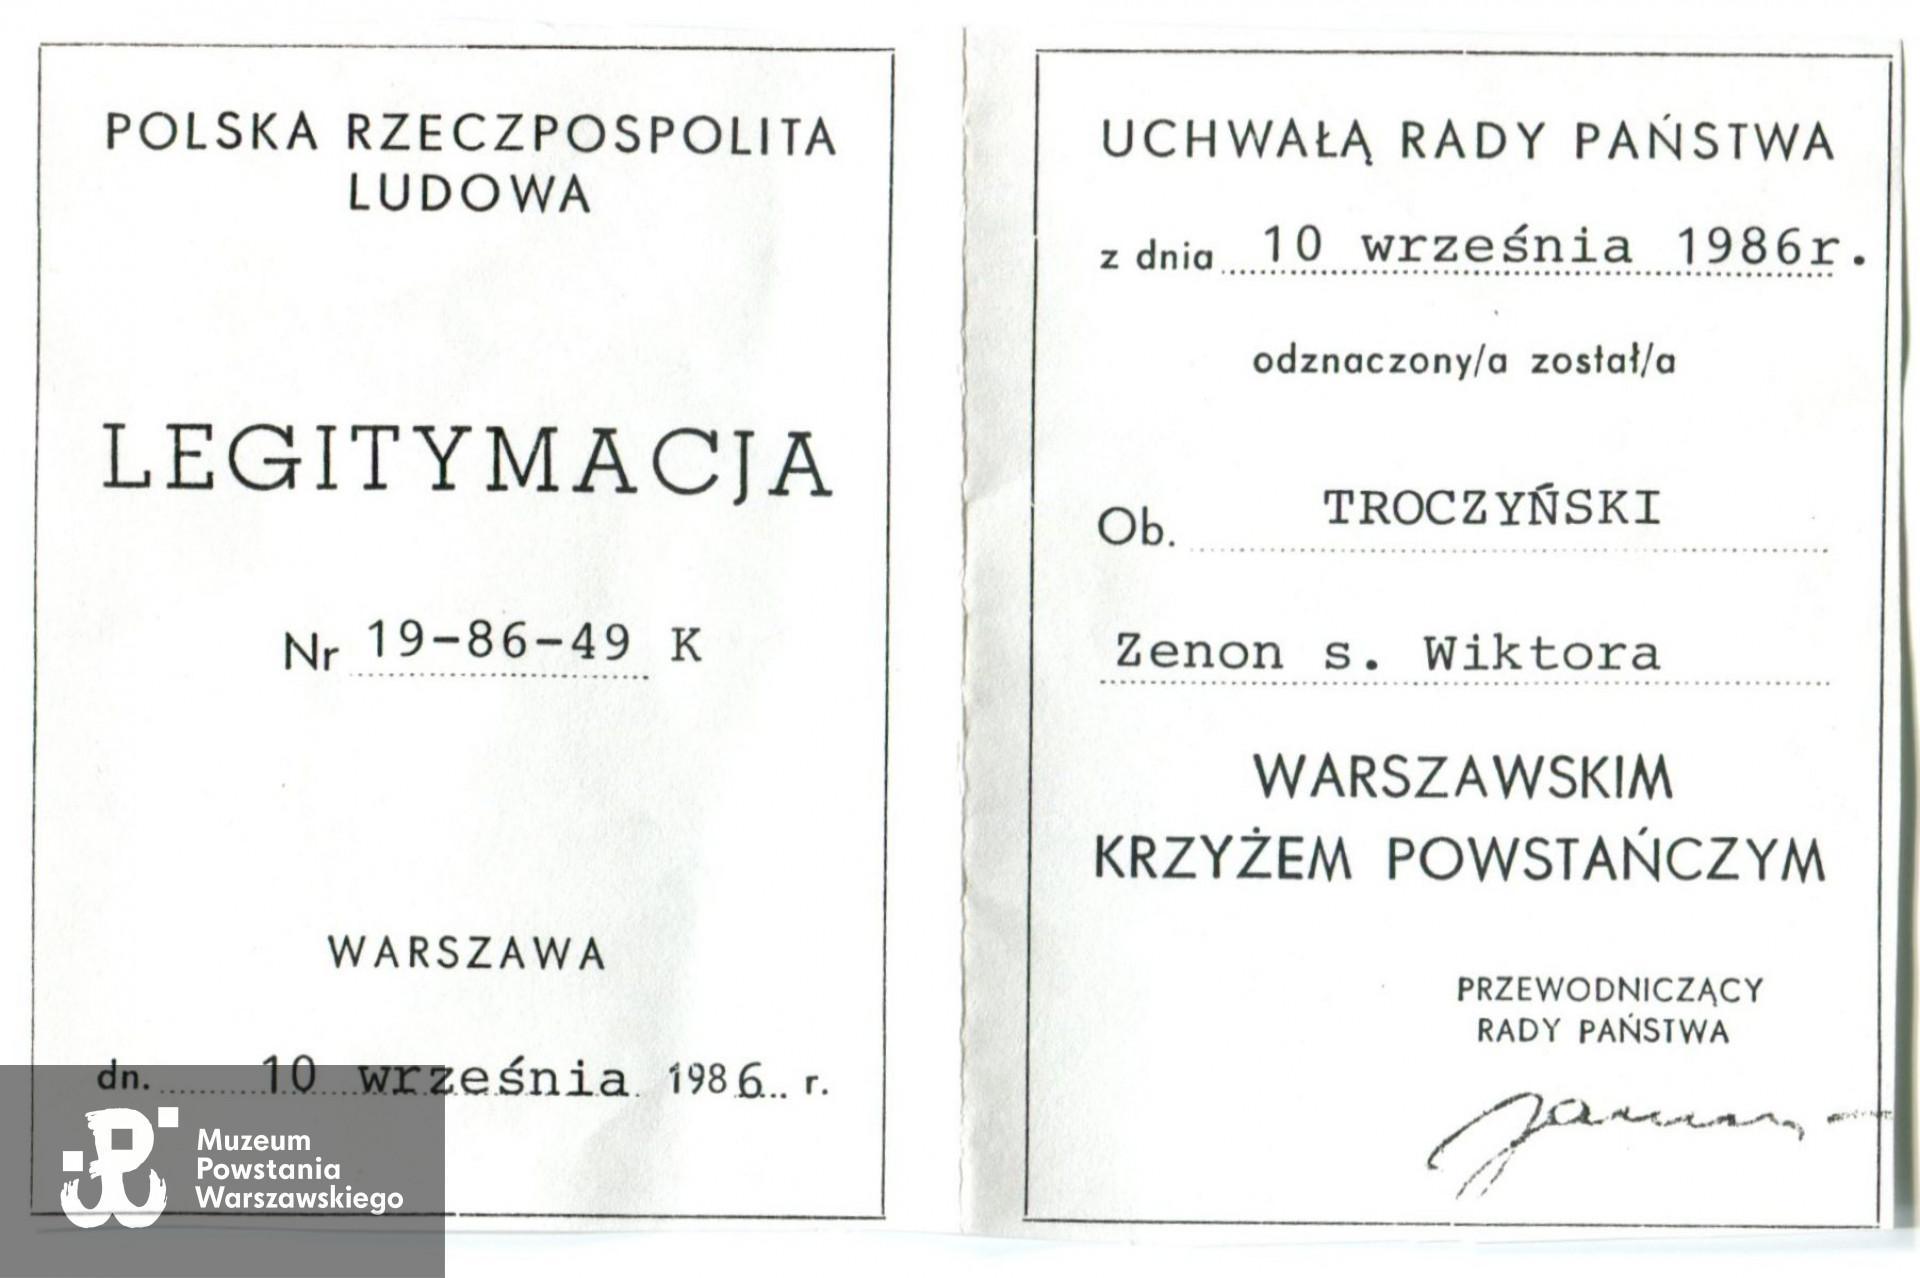 POLSKA RZECZPOSPOLITA
LUDOWA
LEGITYMACJA
Nr 19-86-49 K
WARSZAWA
dn. 10 września 1986 r.
Muzeum
Powstania
Warszawskiego
UCHWAŁĄ RADY PAŃSTWA
z dnia 10 września 1986r.
odznaczony/a został/a
Ob. TROCZYŃSKI
Zenon s. Wiktora
WARSZAWSKIM
KRZYŻEM POWSTAŃCZYM
PRZEWODNICZĄCY
RADY PAŃSTWA